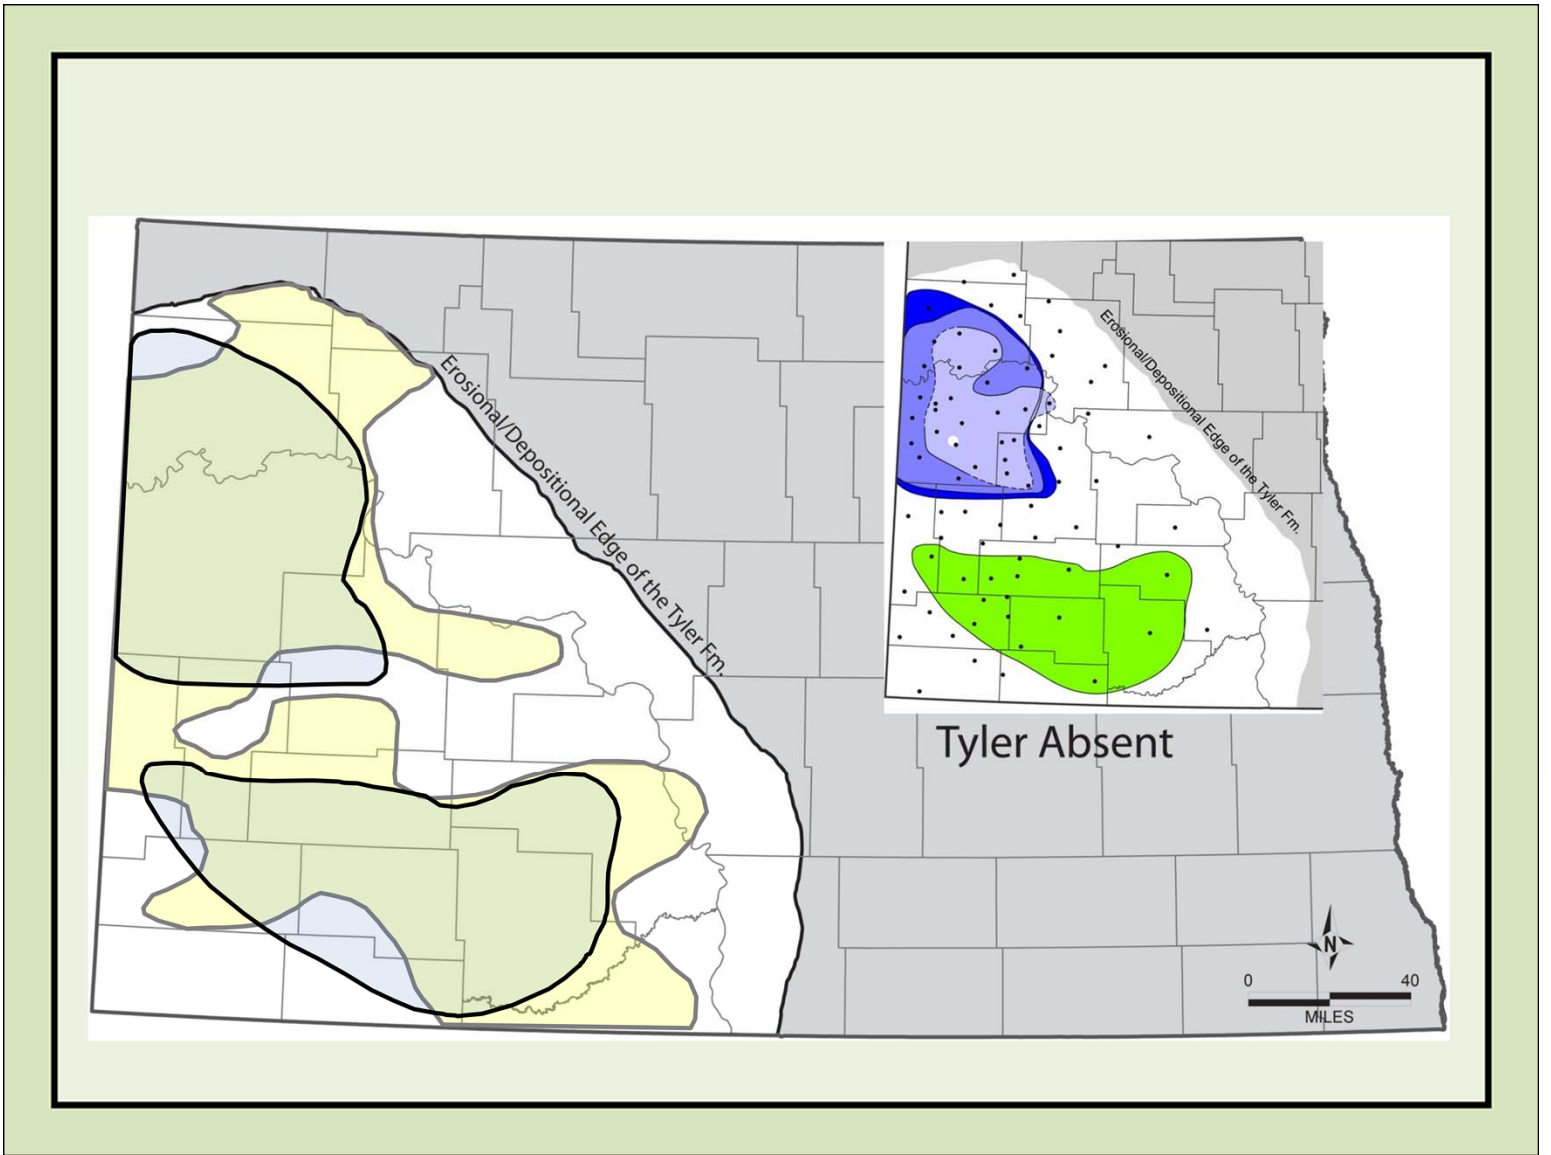 Erosional/Depositional Edge of the Tyler Fm.
Erosional/Depositional Edge of the Tyler Fm.
Tyler Absent
N
0 40
MILES